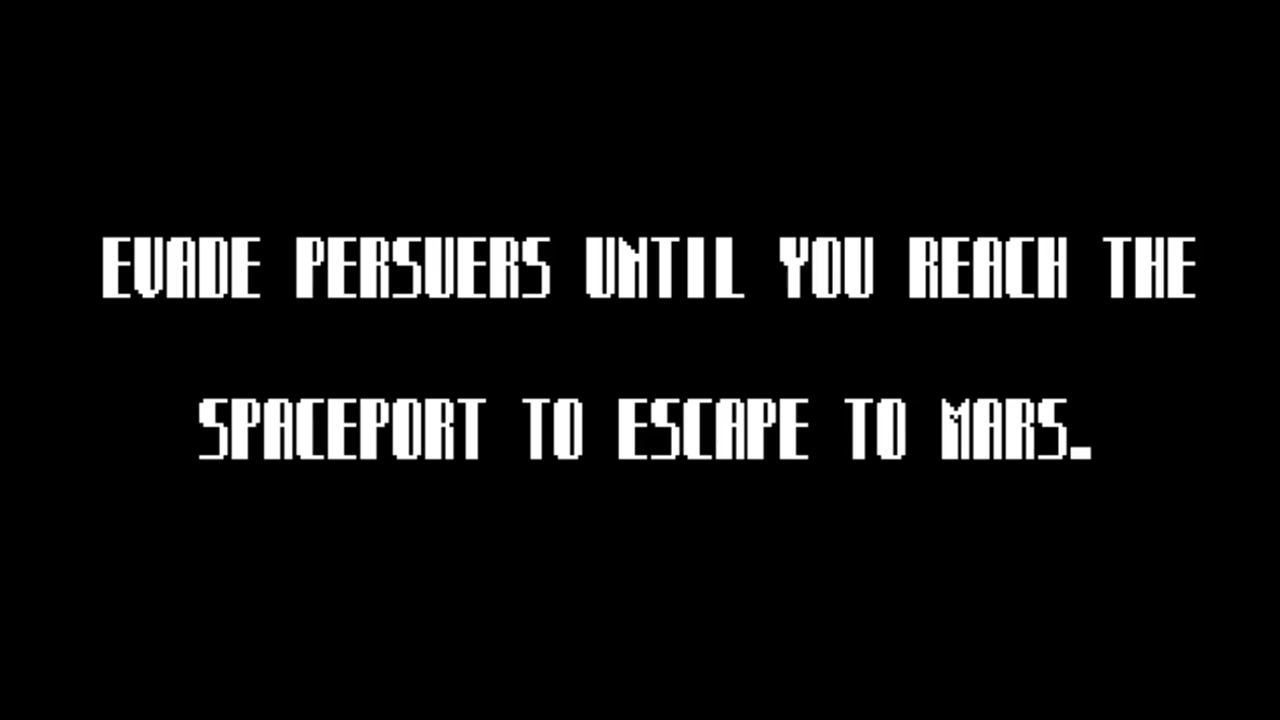 EVADE PERSUERS UNTIL YOU REACH THE
SPACEPORT TO ESCAPE TO MARS.